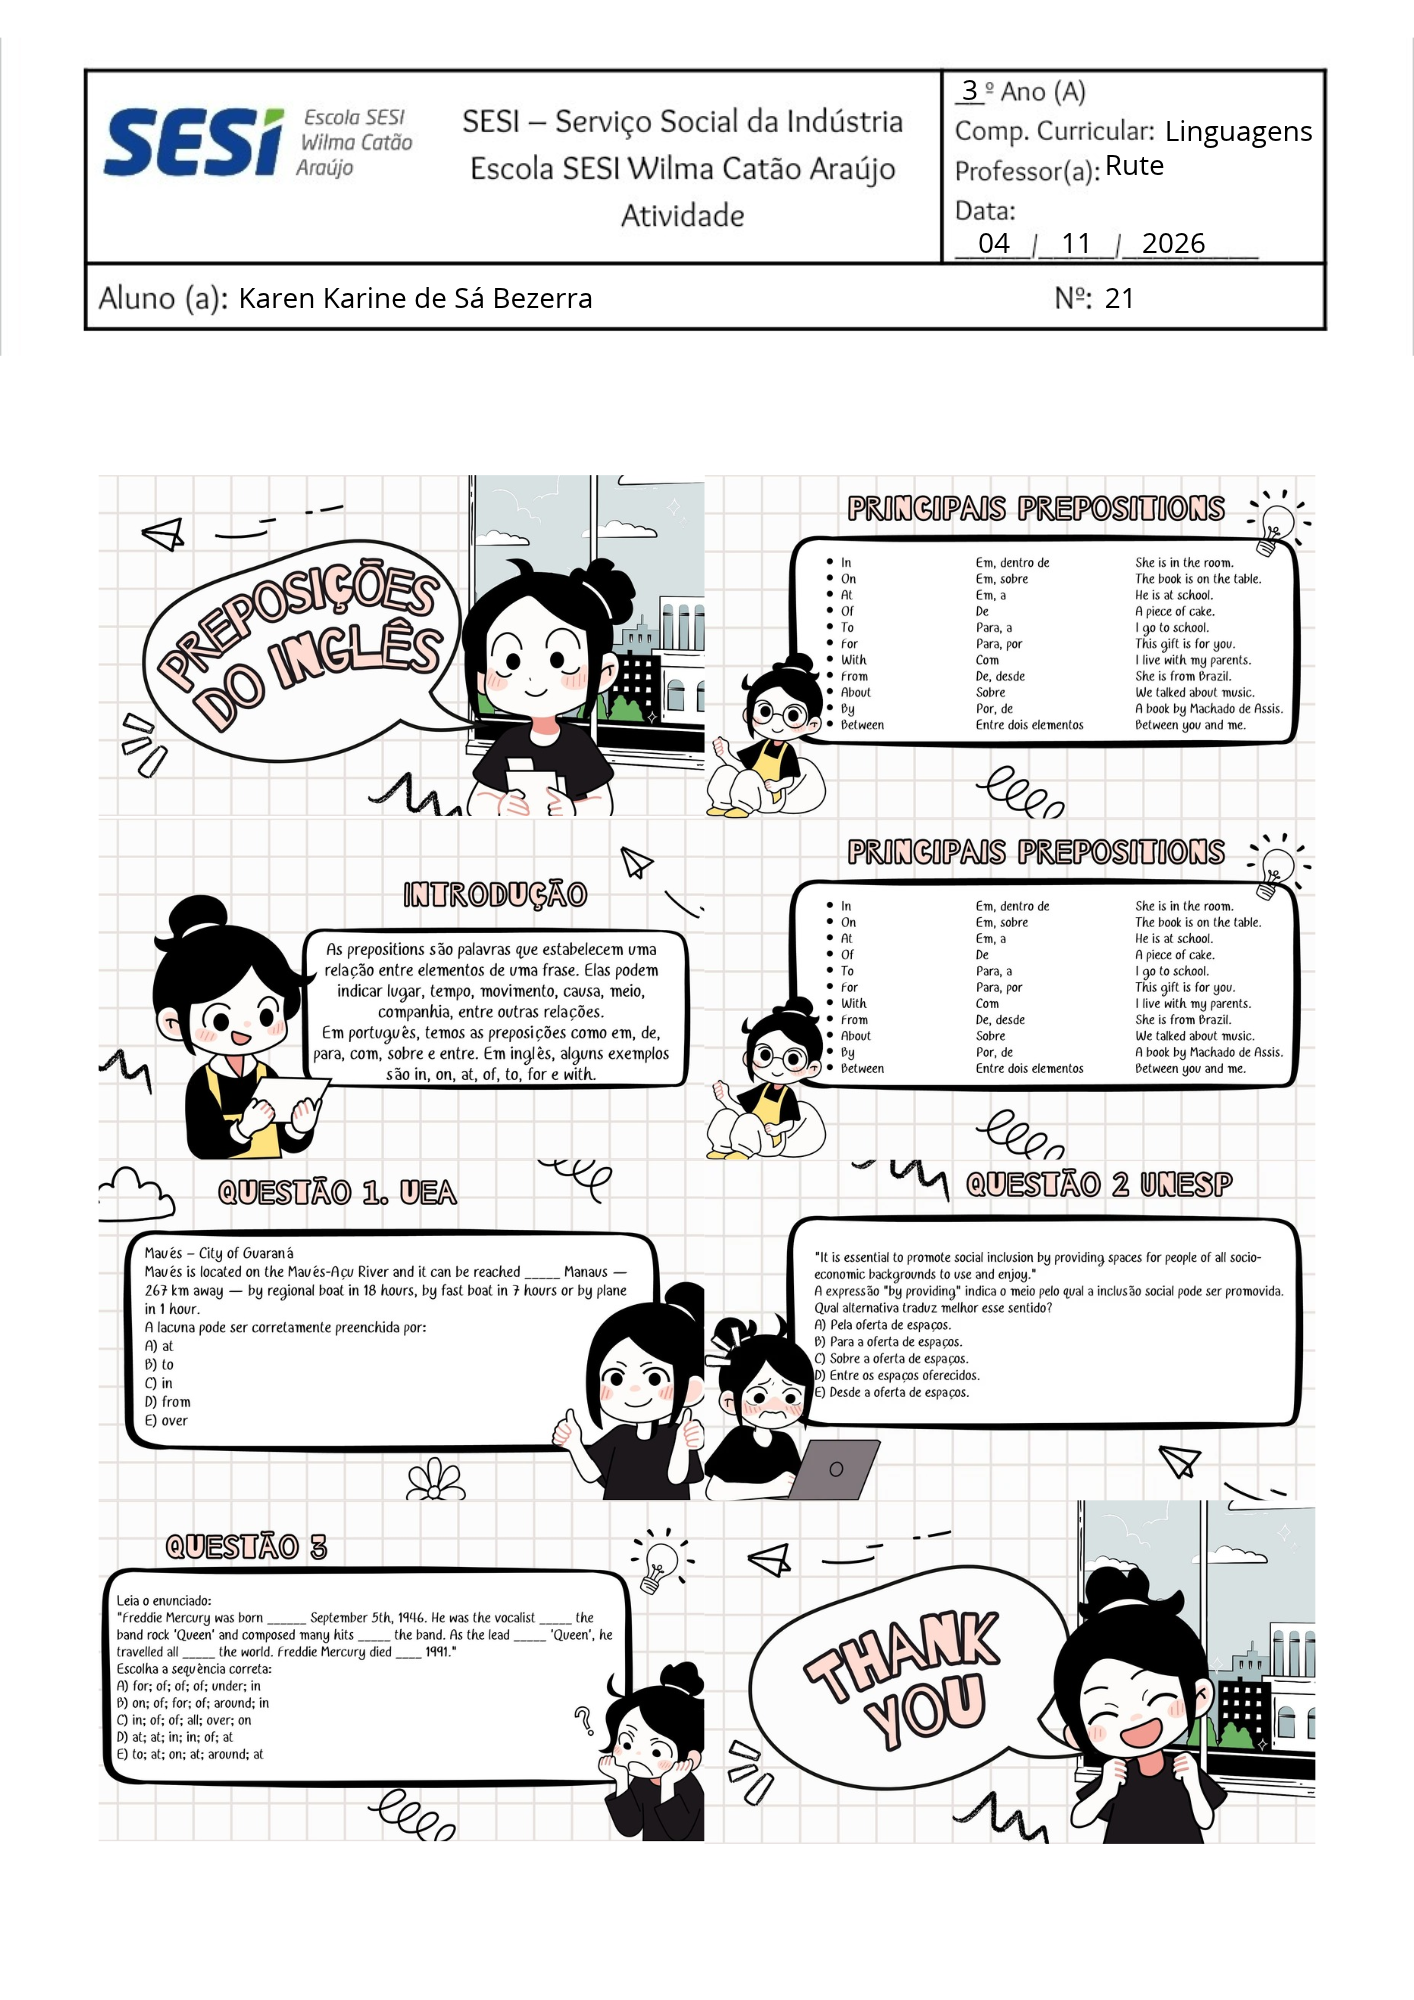 SESI
Escola SESI
Wilma Catão
Araújo
SESI – Serviço Social da Indústria
Escola SESI Wilma Catão Araújo
Atividade
3º Ano (A)
Comp. Curricular: Linguagens
Professor(a): Rute
Data:
04 / 11 / 2026
Aluno (a): Karen Karine de Sá Bezerra Nº: 21
PREPOSIÇÕES
DO INGLÊS
PRINCIPAIS PREPOSITIONS
• In Em, dentro de She is in the room.
• On Em, sobre The book is on the table.
• At Em, a He is at school.
• Of De A piece of cake.
• To Para, a I go to school.
• For Para, por This gift is for you.
• With Com I live with my parents.
• From De, desde She is from Brazil.
• About Sobre We talked about music.
• By Por, de A book by Machado de Assis.
• Between Entre dois elementos Between you and me.
INTRODUÇÃO
As prepositions são palavras que estabelecem uma
relação entre elementos de uma frase. Elas podem
indicar lugar, tempo, movimento, causa, meio,
companhia, entre outras relações.
Em português, temos as preposições como em, de,
para, com, sobre e entre. Em inglês, alguns exemplos
são in, on, at, of, to, for e with.
PRINCIPAIS PREPOSITIONS
• In Em, dentro de She is in the room.
• On Em, sobre The book is on the table.
• At Em, a He is at school.
• Of De A piece of cake.
• To Para, a I go to school.
• For Para, por This gift is for you.
• With Com I live with my parents.
• From De, desde She is from Brazil.
• About Sobre We talked about music.
• By Por, de A book by Machado de Assis.
• Between Entre dois elementos Between you and me.
QUESTÃO 1. UEA
Maués – City of Guaraná
Maués is located on the Maués-Açu River and it can be reached _____ Manaus —
267 km away — by regional boat in 18 hours, by fast boat in 7 hours or by plane
in 1 hour.
A lacuna pode ser corretamente preenchida por:
A) at
B) to
C) in
D) from
E) over
QUESTÃO 2 UNESP
"It is essential to promote social inclusion by providing spaces for people of all socio-
economic backgrounds to use and enjoy."
A expressão "by providing" indica o meio pelo qual a inclusão social pode ser promovida.
Qual alternativa traduz melhor esse sentido?
A) Pela oferta de espaços.
B) Para a oferta de espaços.
C) Sobre a oferta de espaços.
D) Entre os espaços oferecidos.
E) Desde a oferta de espaços.
QUESTÃO 3
Leia o enunciado:
"Freddie Mercury was born ______ September 5th, 1946. He was the vocalist _____ the
band rock 'Queen' and composed many hits _____ the band. As the lead _____ 'Queen', he
travelled all _____ the world. Freddie Mercury died ____ 1991."
Escolha a sequência correta:
A) for; of; of; of; under; in
B) on; of; for; of; around; in
C) in; of; of; all; over; on
D) at; at; in; in; of; at
E) to; at; on; at; around; at
THANK
YOU